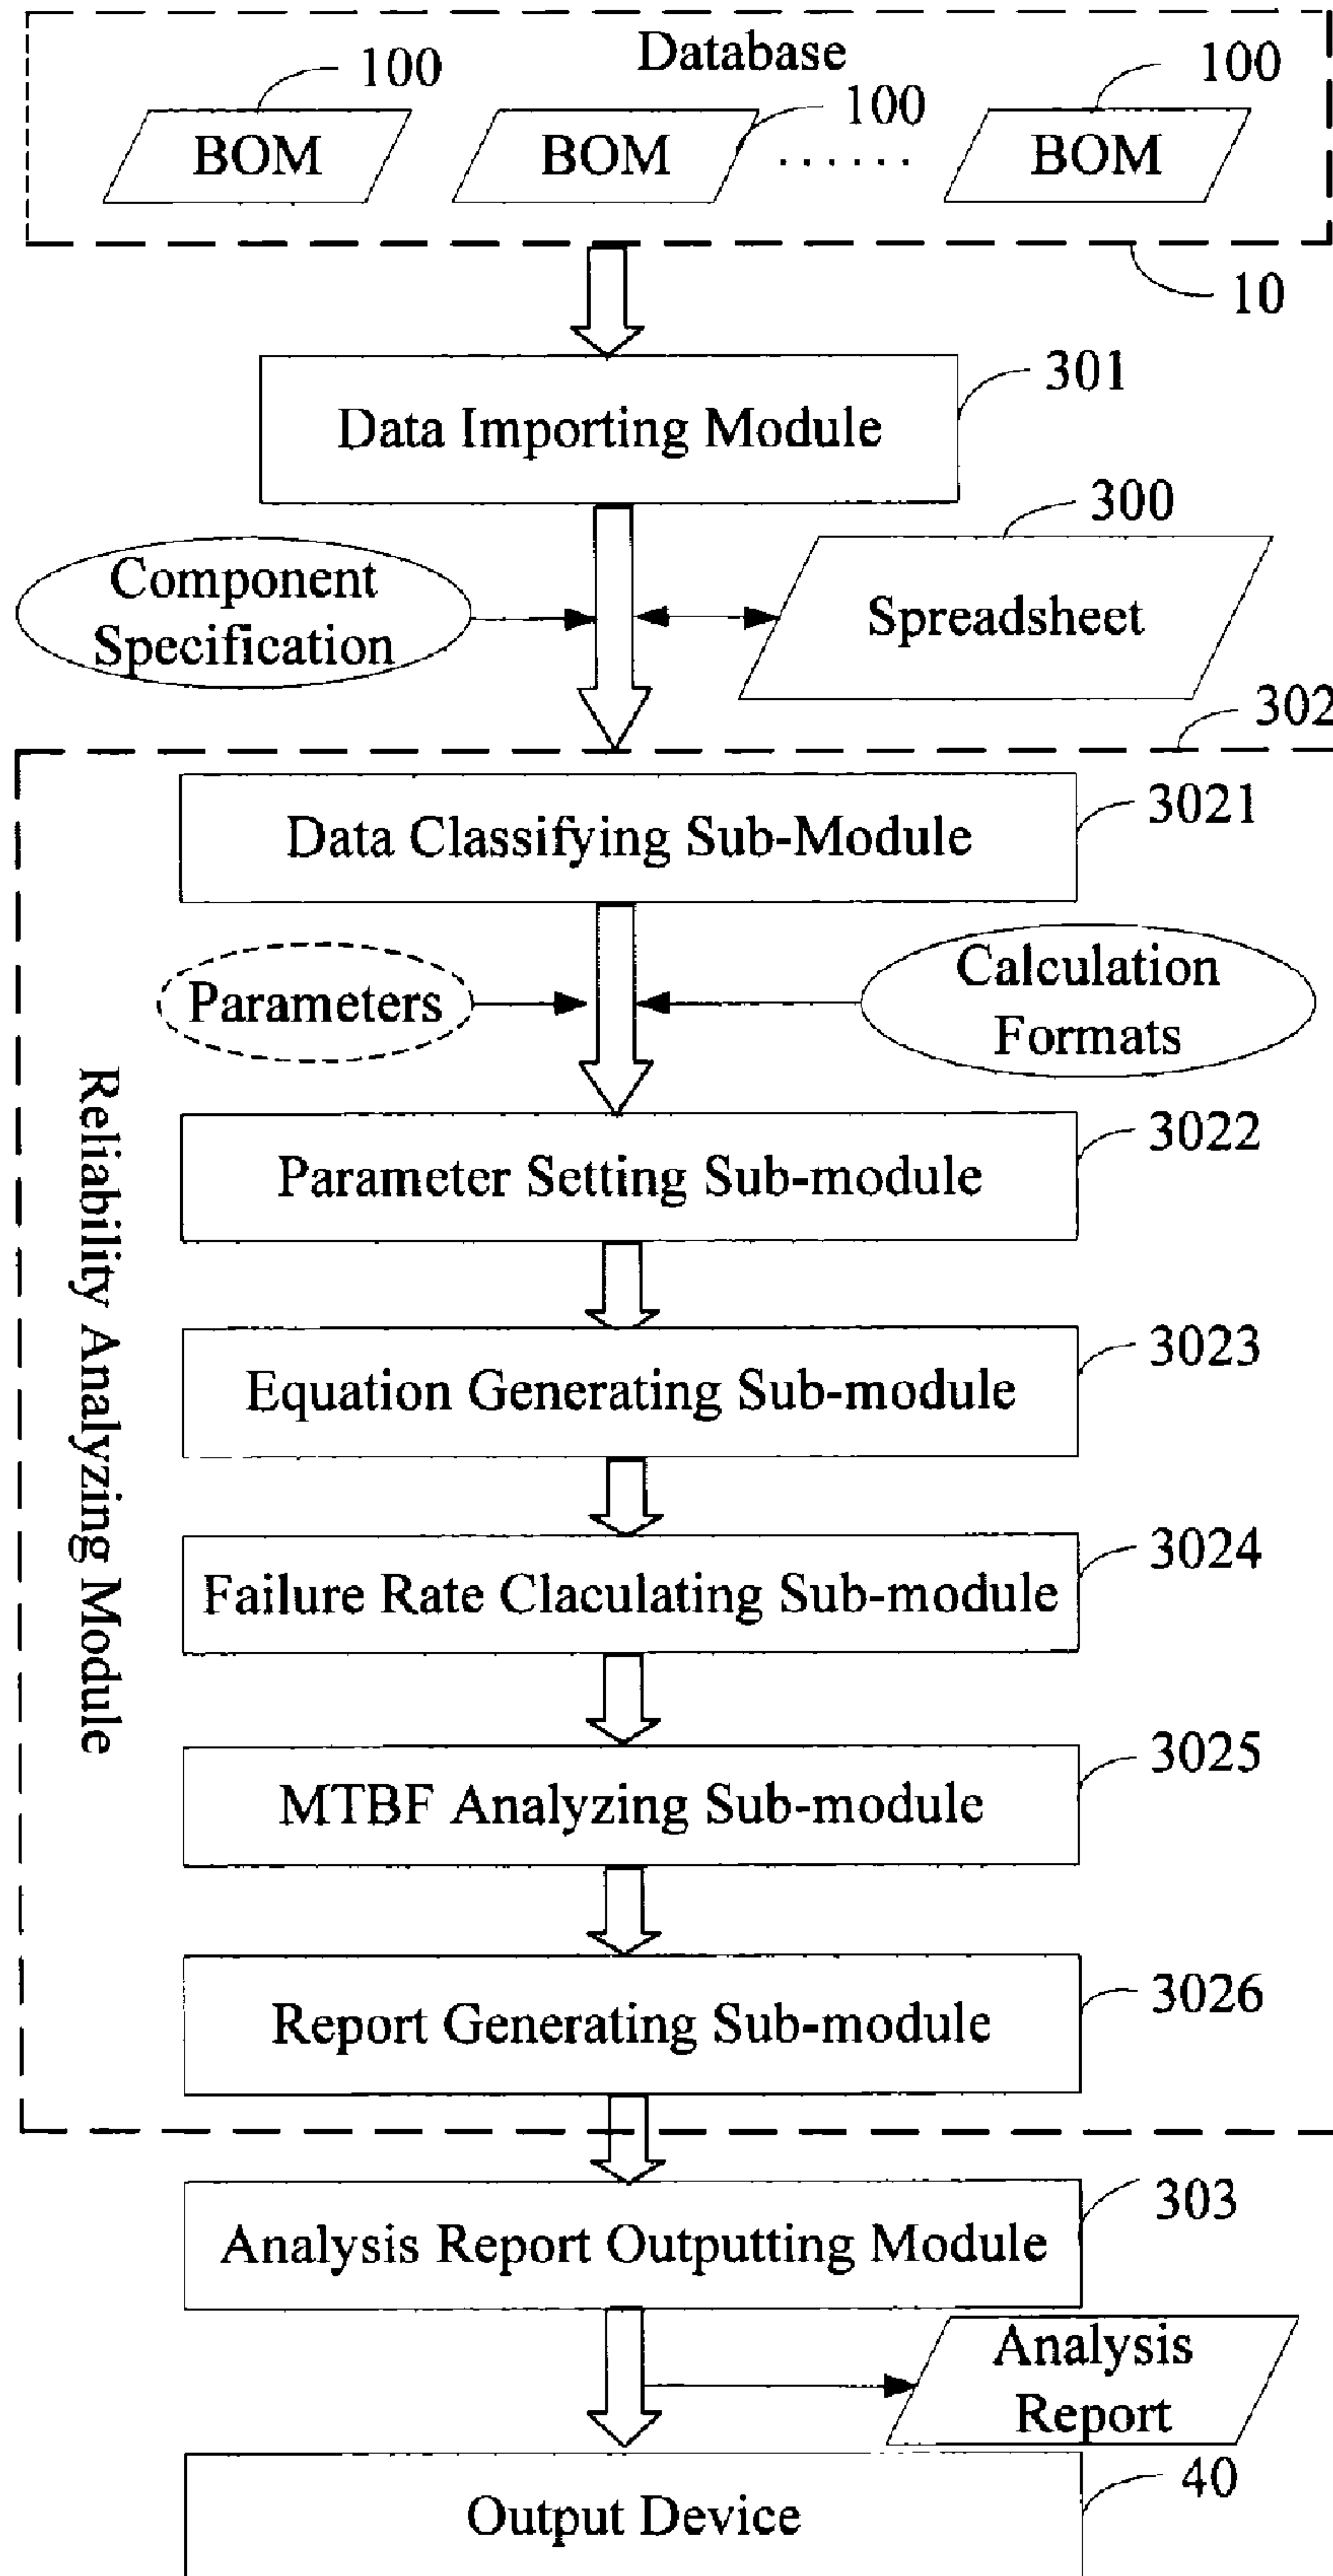 Database
100
100
100
BOM
BOM
......
BOM
10
301
Data Importing Module
300
Component
Specification
Spreadsheet
302
3021
Data Classifying Sub-Module
Parameters
Calculation
Formats
Reliability Analyzing Module
3022
Parameter Setting Sub-module
3023
Equation Generating Sub-module
3024
Failure Rate Claculating Sub-module
3025
MTBF Analyzing Sub-module
3026
Report Generating Sub-module
303
Analysis Report Outputting Module
Analysis
Report
40
Output Device